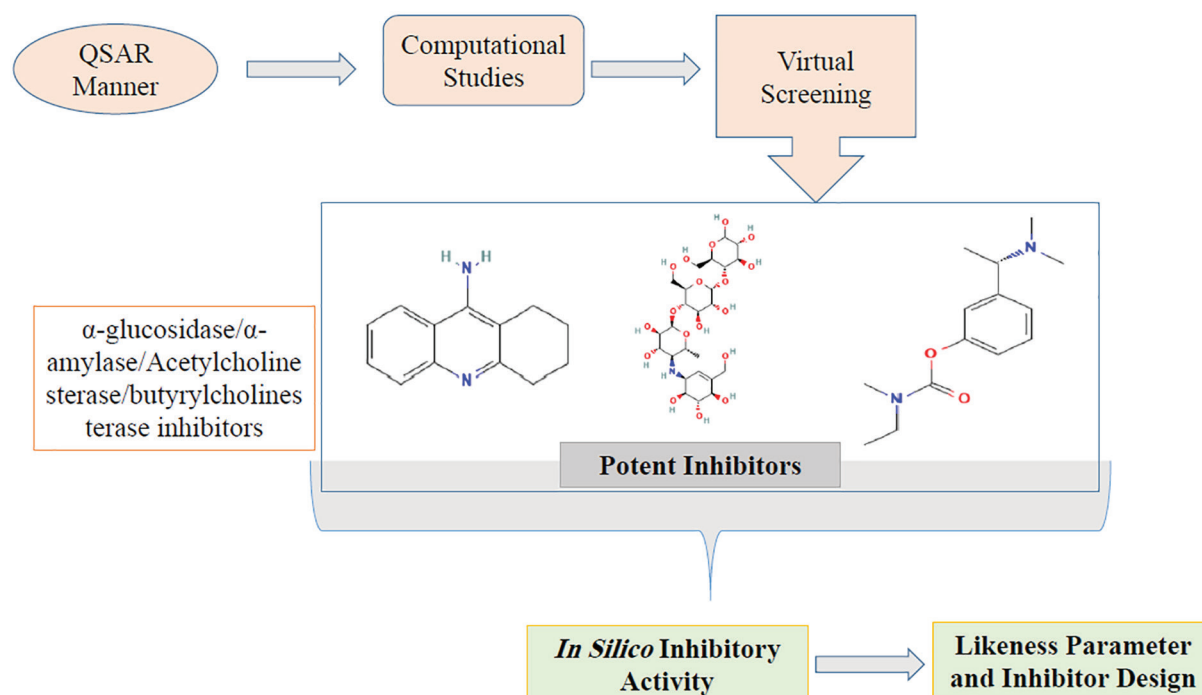 QSAR
Manner
Computational
Studies
Virtual
Screening
α-glucosidase/α-
amylase/Acetylcholine
sterase/butyrylcholines
terase inhibitors
H H
N
N
H
O
H
O
O
H
O
H
O
H
O
H
O
O
H
O
O
O
H
O
H
O
O
H
O
H
O
H
N
H
O
H
O
H
O
H
O
H
N
O
N
O
Potent Inhibitors
In Silico Inhibitory
Activity
Likeness Parameter
and Inhibitor Design